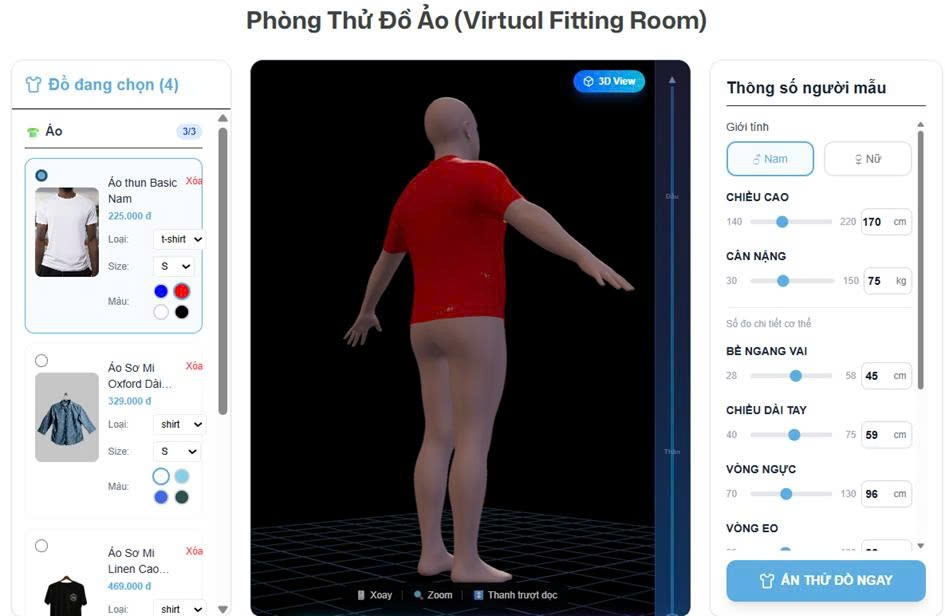 Phòng Thử Đồ Ảo (Virtual Fitting Room)
Đồ đang chọn (4)
Áo
3/3
Áo thun Basic
Nam
Xóa
225.000 đ
Loại:
t-shirt
Size:
S
Màu:
Áo Sơ Mi
Oxford Dài...
Xóa
329.000 đ
Loại:
shirt
Size:
S
Màu:
Áo Sơ Mi
Linen Cao...
Xóa
469.000 đ
Loại:
shirt
3D View
Đầu
Thân
Xoay
Zoom
Thanh trượt dọc
Thông số người mẫu
Giới tính
♂ Nam
♀ Nữ
CHIỀU CAO
140
220
170 cm
CÂN NẶNG
30
150
75 kg
Số đo chi tiết cơ thể
BỀ NGANG VAI
28
58
45 cm
CHIỀU DÀI TAY
40
75
59 cm
VÒNG NGỰC
70
130
96 cm
VÒNG EO
ẤN THỬ ĐỒ NGAY